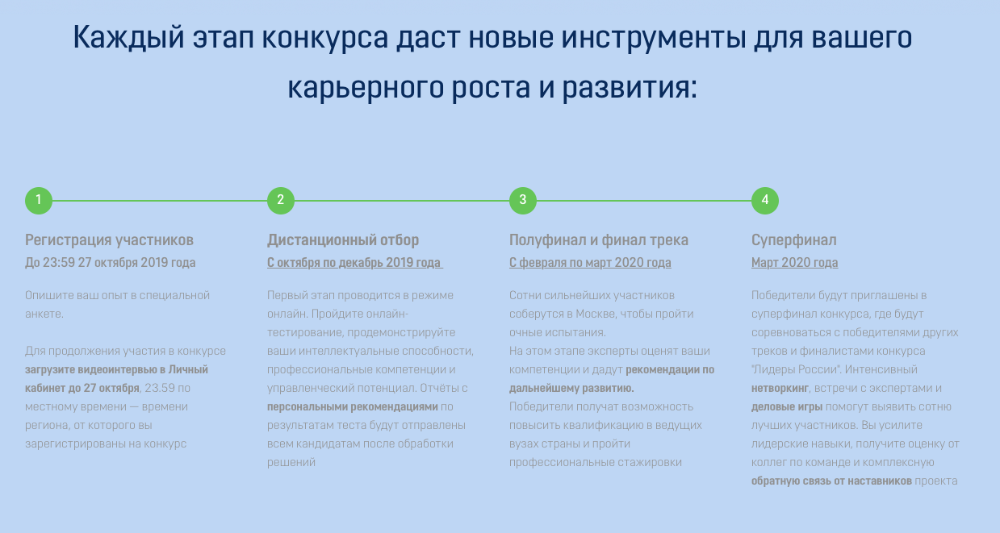 Каждый этап конкурса даст новые инструменты для вашего
карьерного роста и развития:
1
Регистрация участников
До 23:59 27 октября 2019 года
Опишите ваш опыт в специальной
анкете.
Для продолжения участия в конкурсе
загрузите видеоинтервью в Личный
кабинет до 27 октября, 23.59 по
местному времени — времени
региона, от которого вы
зарегистрированы на конкурс
2
Дистанционный отбор
С октября по декабрь 2019 года
Первый этап проводится в режиме
онлайн. Пройдите онлайн-
тестирование, продемонстрируйте
ваши интеллектуальные способности,
профессиональные компетенции и
управленческий потенциал. Отчёты с
персональными рекомендациями по
результатам теста будут отправлены
всем кандидатам после обработки
решений
3
Полуфинал и финал трека
С февраля по март 2020 года
Сотни сильнейших участников
соберутся в Москве, чтобы пройти
очные испытания.
На этом этапе эксперты оценят ваши
компетенции и дадут рекомендации по
дальнейшему развитию.
Победители получат возможность
повысить квалификацию в ведущих
вузах страны и пройти
профессиональные стажировки
4
Суперфинал
Март 2020 года
Победители будут приглашены в
суперфинал конкурса, где будут
соревноваться с победителями других
треков и финалистами конкурса
"Лидеры России". Интенсивный
нетворкинг, встречи с экспертами и
деловые игры помогут выявить сотню
лучших участников. Вы усилите
лидерские навыки, получите оценку от
коллег по команде и комплексную
обратную связь от наставников проекта